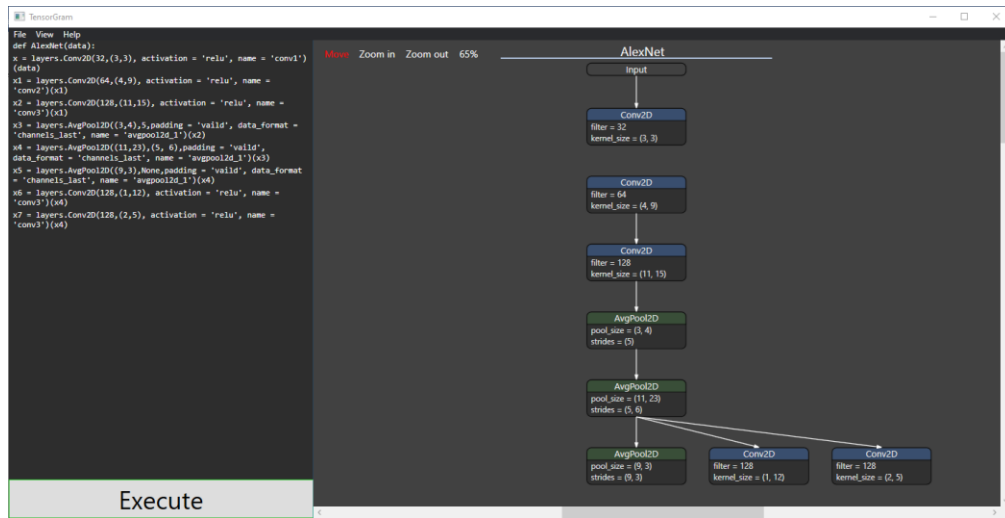 TensorGram
File View Help
def AlexNet(data):
x = layers.Conv2D(32,(3,3), activation = 'relu', name = 'conv1')
(data)
x1 = layers.Conv2D(64,(4,9), activation = 'relu', name =
'conv2')(x1)
x2 = layers.Conv2D(128,(11,15), activation = 'relu', name =
'conv3')(x1)
x3 = layers.AvgPool2D((3,4),5,padding = 'vaild', data_format =
'channels_last', name = 'avgpool2d_1')(x2)
x4 = layers.AvgPool2D((11,23),(5, 6),padding = 'vaild',
data_format = 'channels_last', name = 'avgpool2d_1')(x3)
x5 = layers.AvgPool2D((9,3),None,padding = 'vaild', data_format
= 'channels_last', name = 'avgpool2d_1')(x4)
x6 = layers.Conv2D(128,(1,12), activation = 'relu', name =
'conv3')(x4)
x7 = layers.Conv2D(128,(2,5), activation = 'relu', name =
'conv3')(x4)
Execute
Move Zoom in Zoom out 65%
AlexNet
Input
Conv2D
filter = 32
kernel_size = (3, 3)
Conv2D
filter = 64
kernel_size = (4, 9)
Conv2D
filter = 128
kernel_size = (11, 15)
AvgPool2D
pool_size = (3, 4)
strides = (5)
AvgPool2D
pool_size = (11, 23)
strides = (5, 6)
AvgPool2D
pool_size = (9, 3)
strides = (9, 3)
Conv2D
filter = 128
kernel_size = (1, 12)
Conv2D
filter = 128
kernel_size = (2, 5)